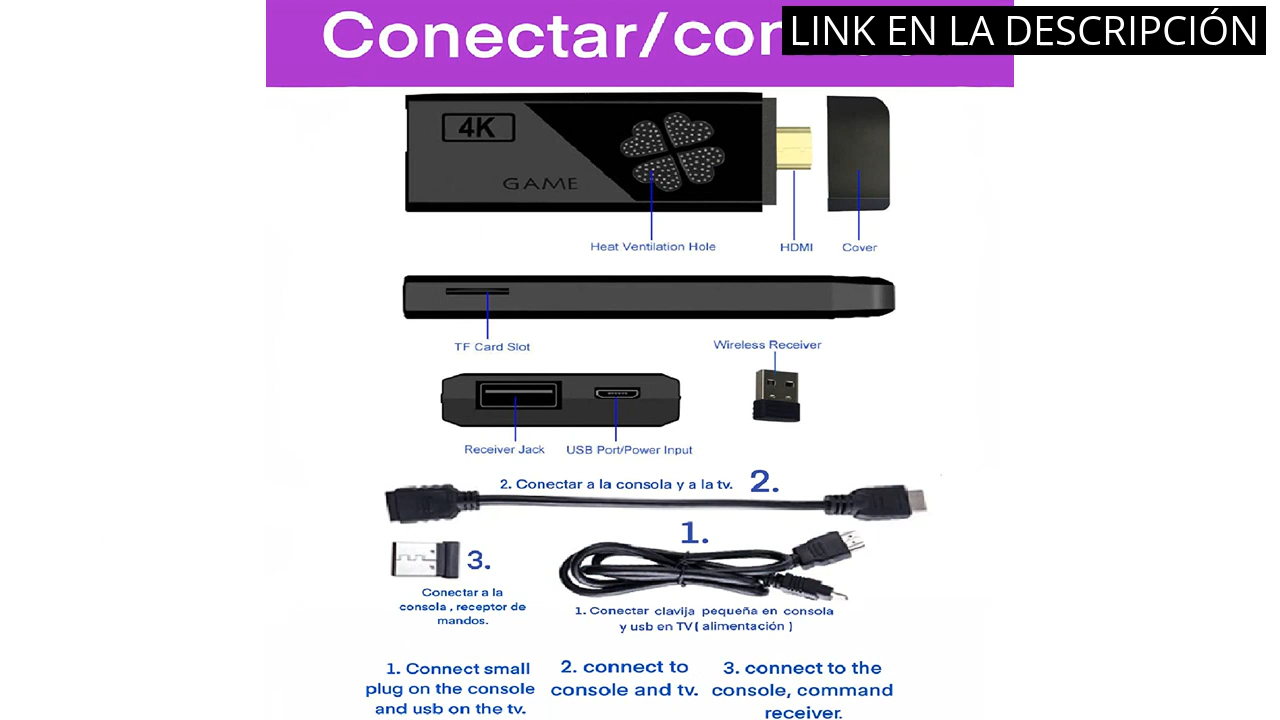 Conectar/con
LINK EN LA DESCRIPCIÓN
4K
GAME
Heat Ventilation Hole
HDMI
Cover
TF Card Slot
Wireless Receiver
Receiver Jack
USB Port/Power Input
2. Conectar a la consola y a la tv.
2.
1.
3.
Conectar a la
consola , receptor de
mandos.
1. Conectar clavija pequeña en consola
y usb en TV ( alimentación )
1. Connect small
plug on the console
and usb on the tv.
2. connect to
console and tv.
3. connect to the
console, command
receiver.